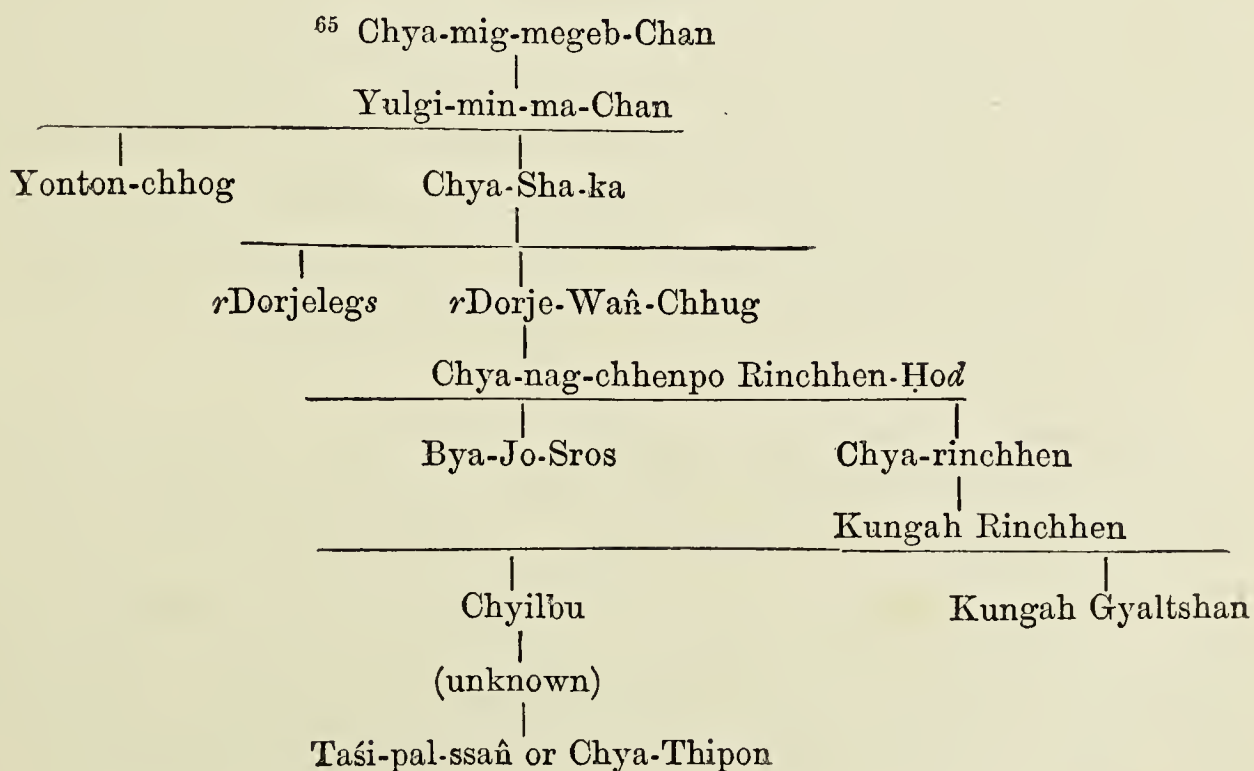 65 Chya-mig-megeb-Chan
Yulgi-min-ma-Chan
Yonton-chhog Chya-Sha-ka
rDorjelegs rDorje-Wan̂-Chhug
Chya-nag-chhenpo Rinchhen-Ḥod
Bya-Jo-Sros Chya-rinchhen
Kungah Rinchhen
Chyilbu Kungah Gyaltshan
(unknown)
Taśi-pal-ssan̂ or Chya-Thipon